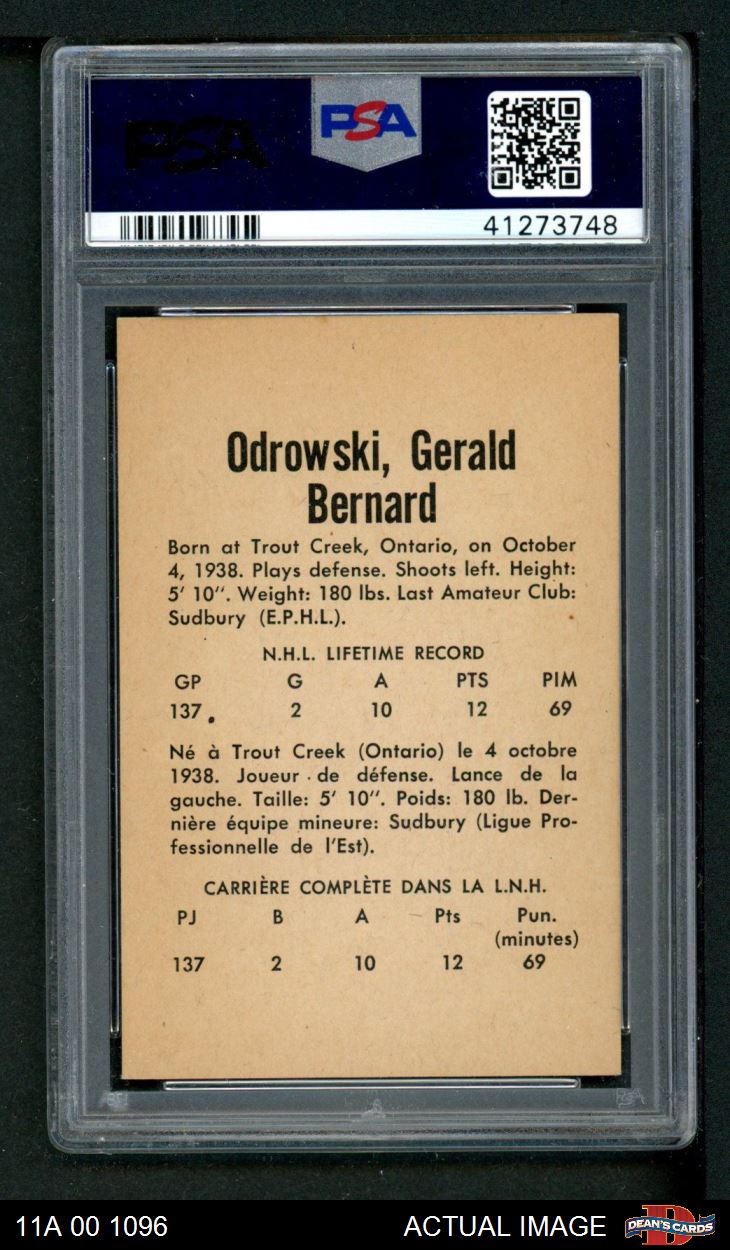 PSA
PSA
41273748
Odrowski, Gerald
Bernard
Born at Trout Creek, Ontario, on October
4, 1938. Plays defense. Shoots left. Height:
5' 10". Weight: 180 lbs. Last Amateur Club:
Sudbury (E.P.H.L.).
N.H.L. LIFETIME RECORD
GP G A PTS PIM
137 2 10 12 69
Né à Trout Creek (Ontario) le 4 octobre
1938. Joueur de défense. Lance de la
gauche. Taille: 5' 10". Poids: 180 lb. Der-
nière équipe mineure: Sudbury (Ligue Pro-
fessionnelle de l'Est).
CARRIÈRE COMPLÈTE DANS LA L.N.H.
PJ B A Pts Pun.
(minutes)
137 2 10 12 69
11A 00 1096 ACTUAL IMAGE DEAN'S CARDS